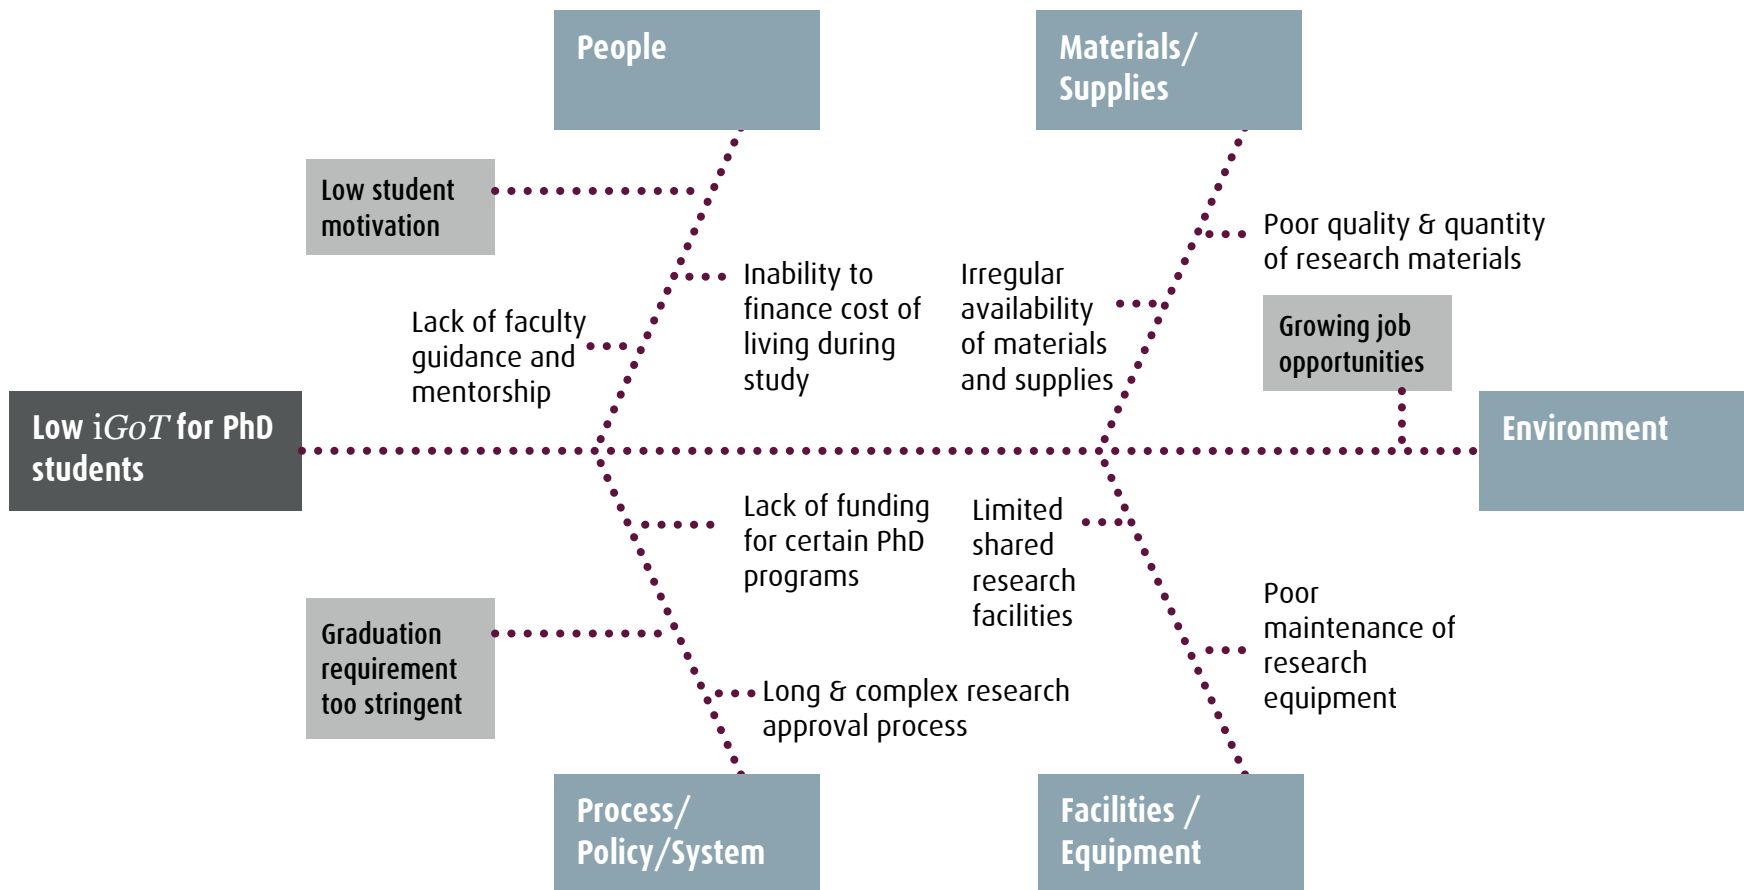 People
Materials/
Supplies
Low student
motivation
Poor quality & quantity
of research materials
Inability to
finance cost of
living during
study
Irregular
availability
of materials
and supplies
Lack of faculty
guidance and
mentorship
Growing job
opportunities
Low iGoT for PhD
students
Environment
Lack of funding
for certain PhD
programs
Limited
shared
research
facilities
Graduation
requirement
too stringent
Poor
maintenance of
research
equipment
Long & complex research
approval process
Process/
Policy/System
Facilities /
Equipment